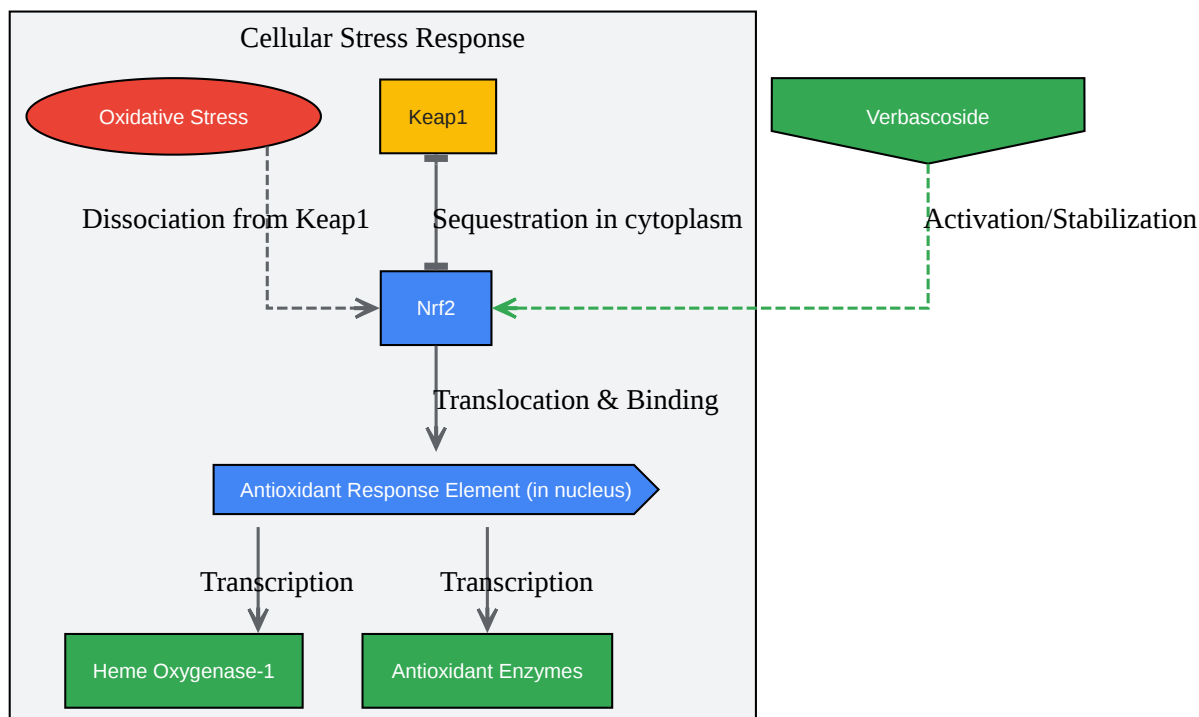 Cellular Stress Response
Oxidative Stress
Keap1
Verbascoside
Dissociation from Keap1
Sequestration in cytoplasm
Activation/Stabilization
Nrf2
Translocation & Binding
Antioxidant Response Element (in nucleus)
Transcription
Transcription
Heme Oxygenase-1
Antioxidant Enzymes